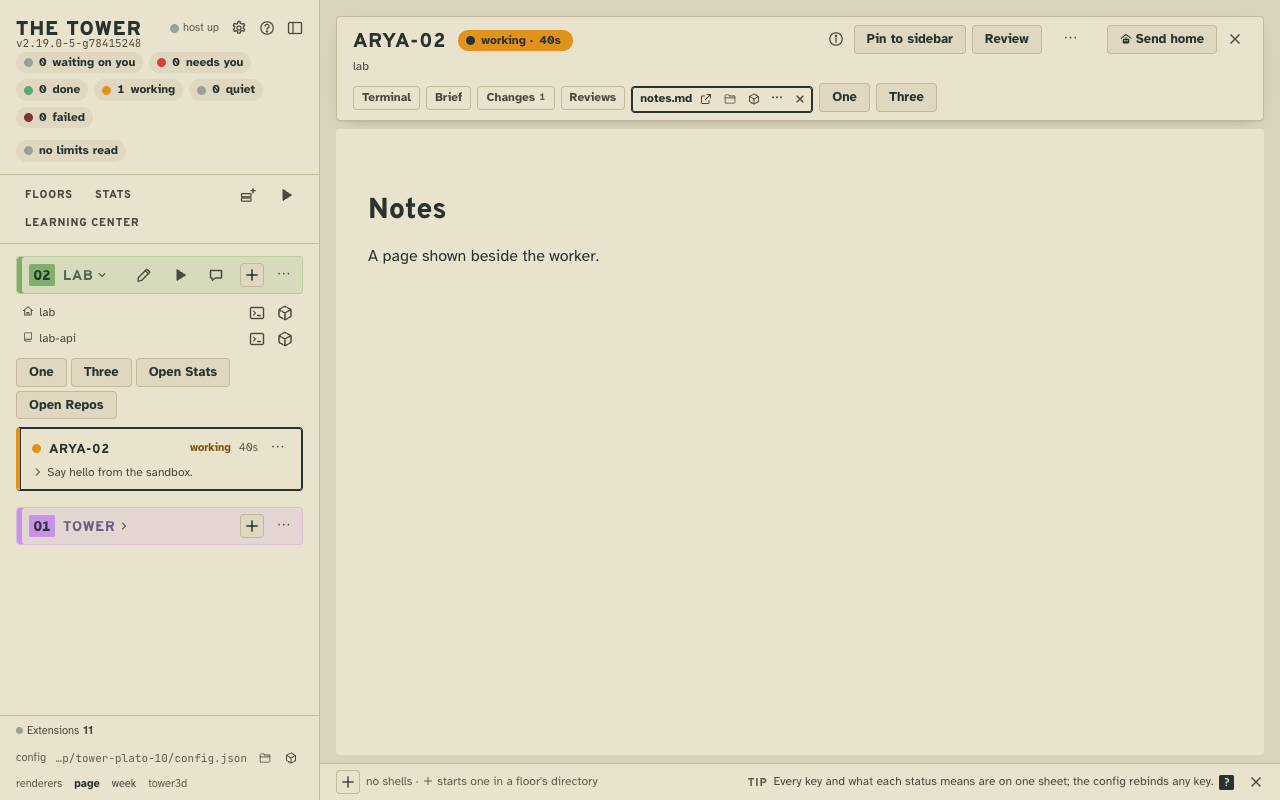 THE TOWER
host up
v2.19.0-5-g78415248
0 waiting on you
0 needs you
0 done
1 working
0 quiet
0 failed
no limits read
FLOORS
STATS
LEARNING CENTER
02 LAB
lab
lab-api
One
Three
Open Stats
Open Repos
ARYA-02
working 40s
Say hello from the sandbox.
01 TOWER
Extensions 11
config …p/tower-plato-10/config.json
renderers page week tower3d
ARYA-02
working · 40s
Pin to sidebar
Review
Send home
lab
Terminal
Brief
Changes 1
Reviews
notes.md
One
Three
Notes
A page shown beside the worker.
no shells · + starts one in a floor's directory
TIP Every key and what each status means are on one sheet; the config rebinds any key. ?